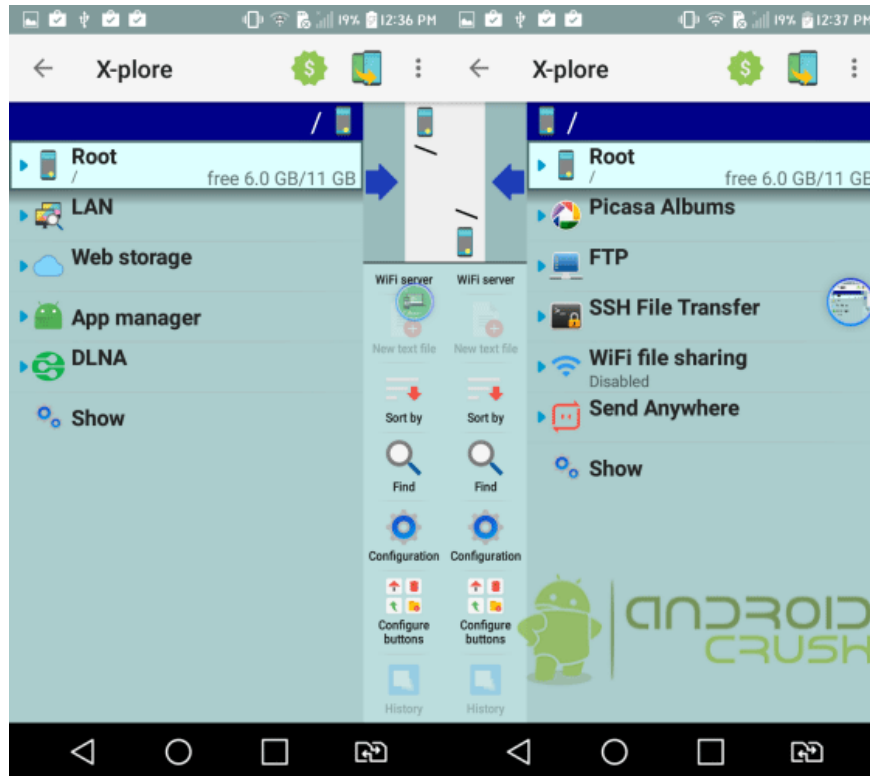 19% 12:36 PM
X-plore
/
Root
/
free 6.0 GB/11 GB
LAN
Web storage
App manager
DLNA
Show
WiFi server
New text file
Sort by
Find
Configuration
Configure
buttons
History
19% 12:37 PM
X-plore
/
Root
/
free 6.0 GB/11 GB
Picasa Albums
FTP
SSH File Transfer
WiFi file sharing
Disabled
Send Anywhere
Show
WiFi server
New text file
Sort by
Find
Configuration
Configure
buttons
History
ANDROID
CRUSH